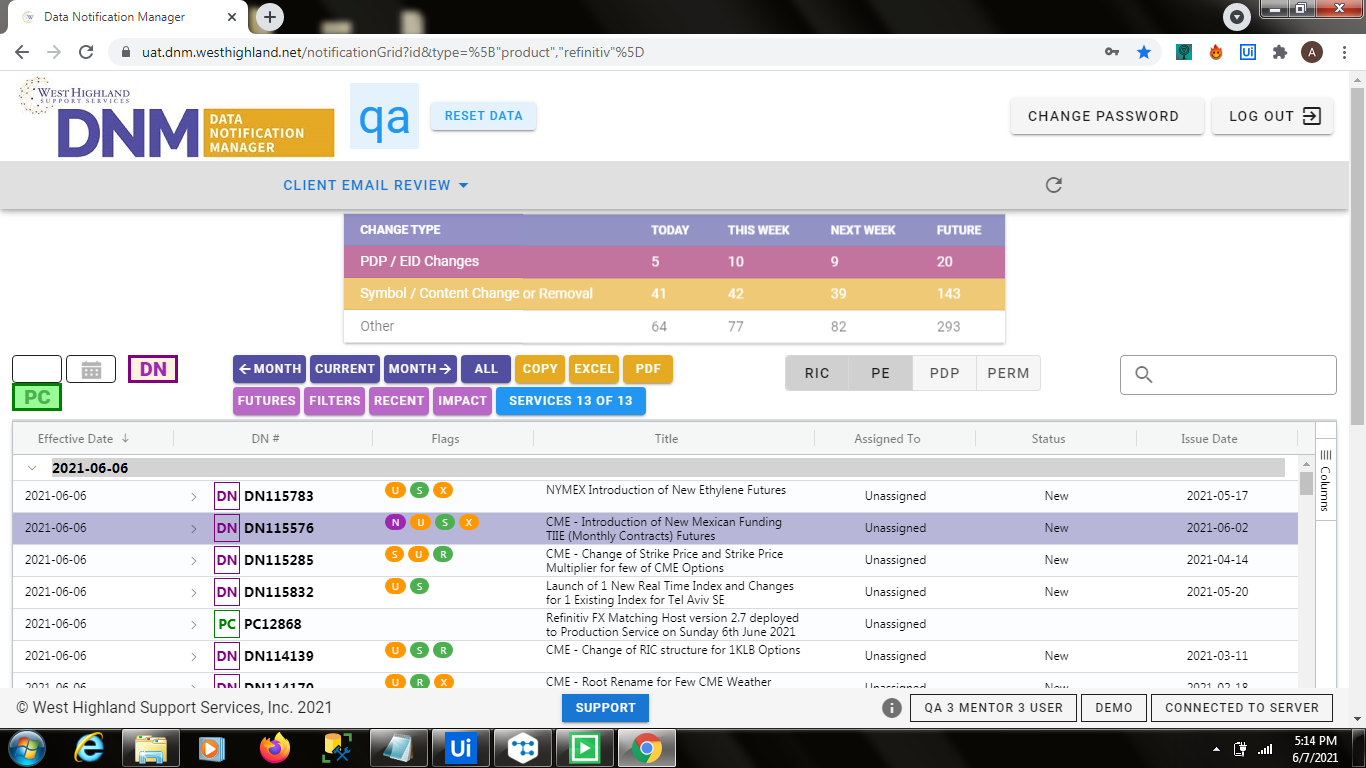 Data Notification Manager
uat.dnm.westhighland.net/notificationGrid?id&type=%5B"product","refinitiv"%5D
Ui
A
WEST HIGHLAND
SUPPORT SERVICES
DNM
DATA
NOTIFICATION
MANAGER
qa
RESET DATA
CHANGE PASSWORD
LOG OUT
CLIENT EMAIL REVIEW
CHANGE TYPE TODAY THIS WEEK NEXT WEEK FUTURE
PDP / EID Changes 5 10 9 20
Symbol / Content Change or Removal 41 42 39 143
Other 64 77 82 293
DN
PC
MONTH CURRENT MONTH ALL COPY EXCEL PDF
FUTURES FILTERS RECENT IMPACT SERVICES 13 OF 13
RIC PE PDP PERM
Effective Date DN # Flags Title Assigned To Status Issue Date
Columns
2021-06-06
2021-06-06 DN DN115783 U S X NYMEX Introduction of New Ethylene Futures Unassigned New 2021-05-17
2021-06-06 DN DN115576 N U S X CME - Introduction of New Mexican Funding
TIIE (Monthly Contracts) Futures Unassigned New 2021-06-02
2021-06-06 DN DN115285 S U R CME - Change of Strike Price and Strike Price
Multiplier for few of CME Options Unassigned New 2021-04-14
2021-06-06 DN DN115832 U S Launch of 1 New Real Time Index and Changes
for 1 Existing Index for Tel Aviv SE Unassigned New 2021-05-20
2021-06-06 PC PC12868 Refinitiv FX Matching Host version 2.7 deployed
to Production Service on Sunday 6th June 2021 Unassigned
2021-06-06 DN DN114139 U S R CME - Change of RIC structure for 1KLB Options Unassigned New 2021-03-11
2021-06-06 DN DN114170 U R X CME - Root Rename for Few CME Weather Unassigned New 2021-02-18
© West Highland Support Services, Inc. 2021
SUPPORT
QA 3 MENTOR 3 USER
DEMO
CONNECTED TO SERVER
Ui
5:14 PM
6/7/2021